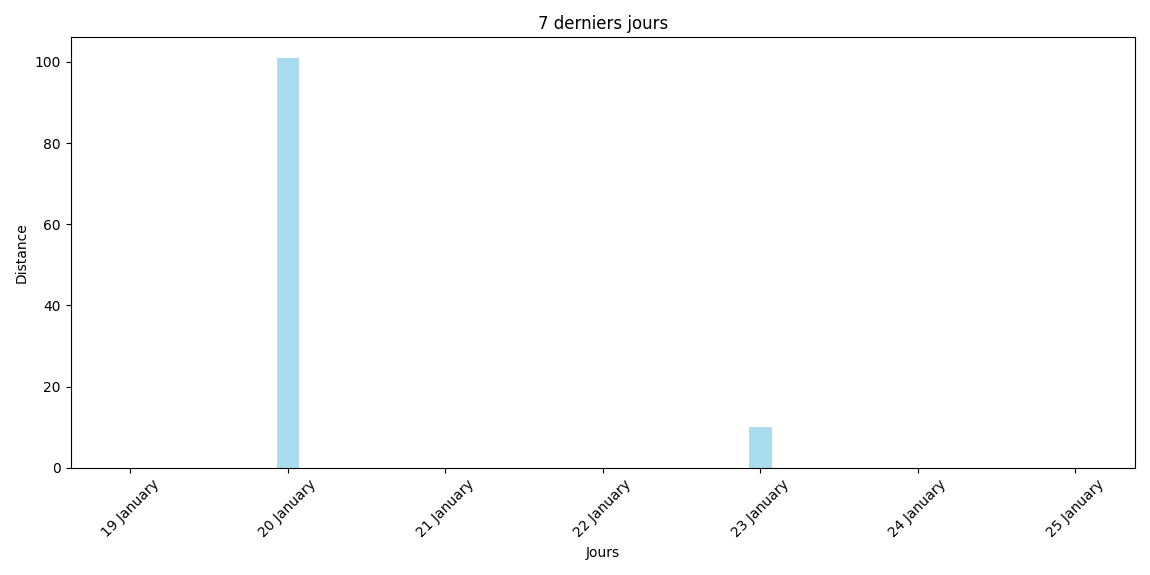 7 derniers jours
Distance
100
80
60
40
20
0
19 January
20 January
21 January
22 January
23 January
24 January
25 January
Jours